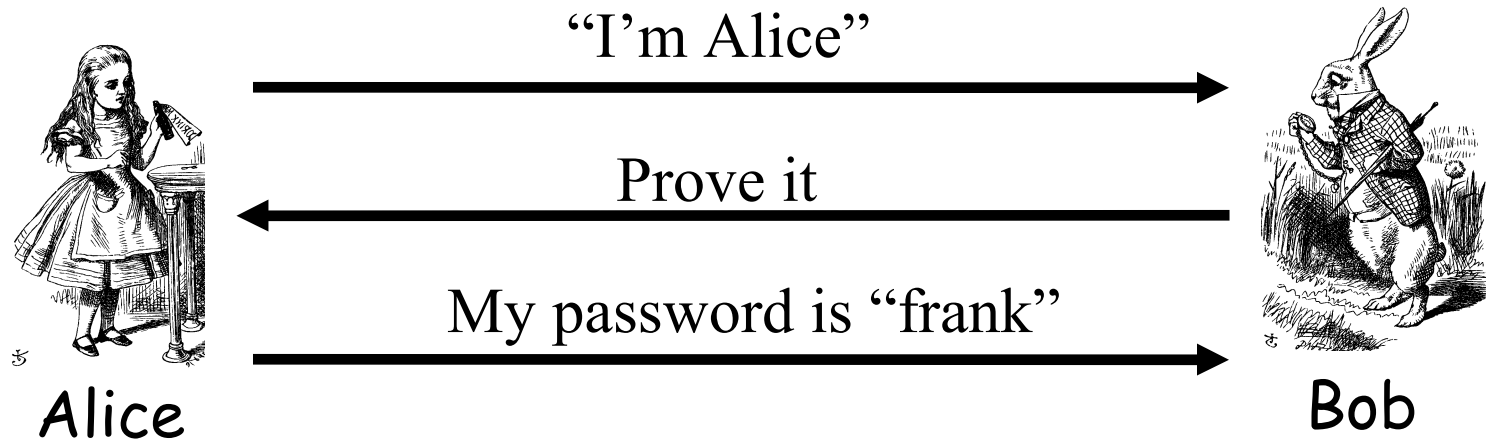 “I’m Alice”
Prove it
My password is “frank”
Alice
Bob